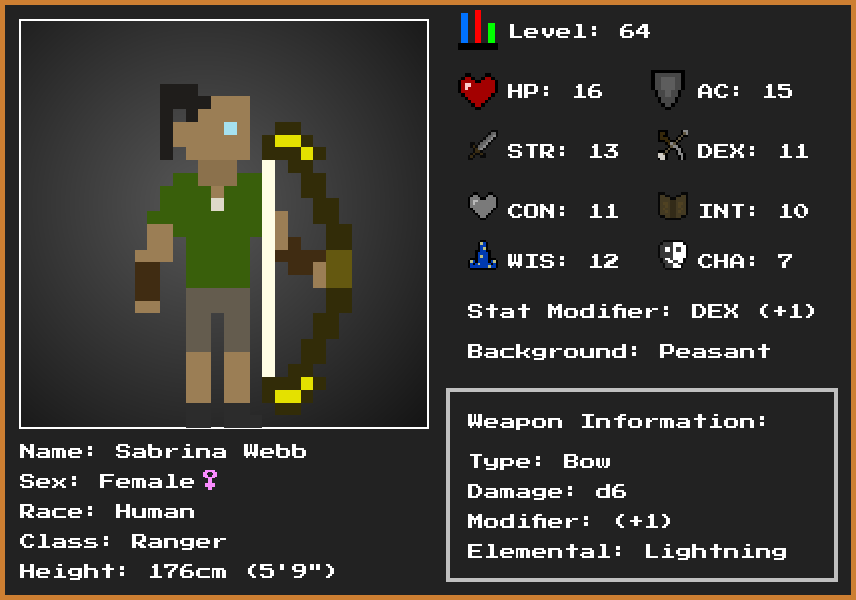 Level: 64
HP: 16
AC: 15
STR: 13
DEX: 11
CON: 11
INT: 10
WIS: 12
CHA: 7
Stat Modifier: DEX (+1)
Background: Peasant
Weapon Information:
Type: Bow
Damage: d6
Modifier: (+1)
Elemental: Lightning
Name: Sabrina Webb
Sex: Female♀
Race: Human
Class: Ranger
Height: 176cm (5'9")